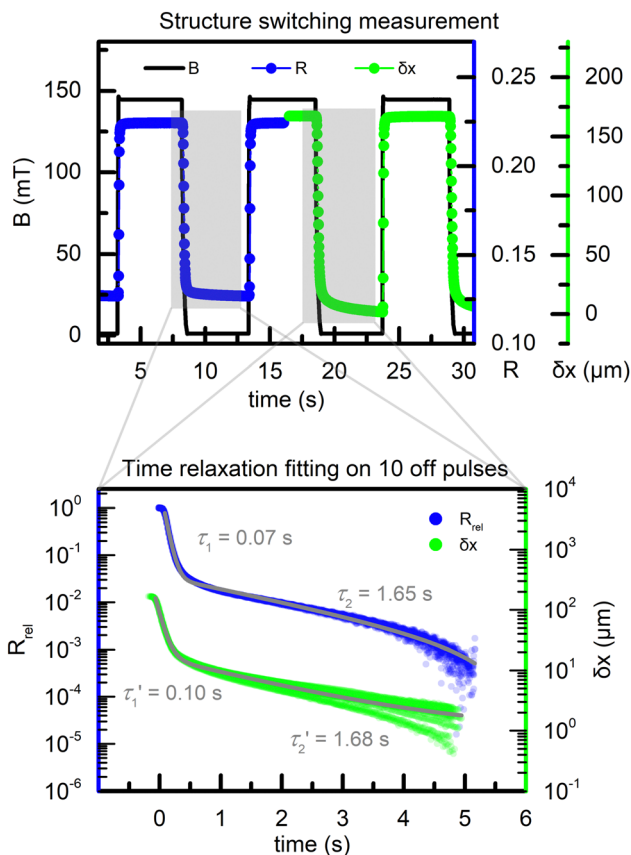 Structure switching measurement
B R δx
B (mT)
150
100
50
0
0.25
0.20
0.15
0.10
R
200
150
100
50
0
δx (μm)
5 10 15 20 25 30
time (s)
Time relaxation fitting on 10 off pulses
R_rel
10^0
10^-1
10^-2
10^-3
10^-4
10^-5
10^-6
τ_1 = 0.07 s
τ_2 = 1.65 s
τ_1' = 0.10 s
τ_2' = 1.68 s
R_rel
δx
10^4
10^3
10^2
10^1
10^0
10^-1
δx (μm)
0 1 2 3 4 5 6
time (s)